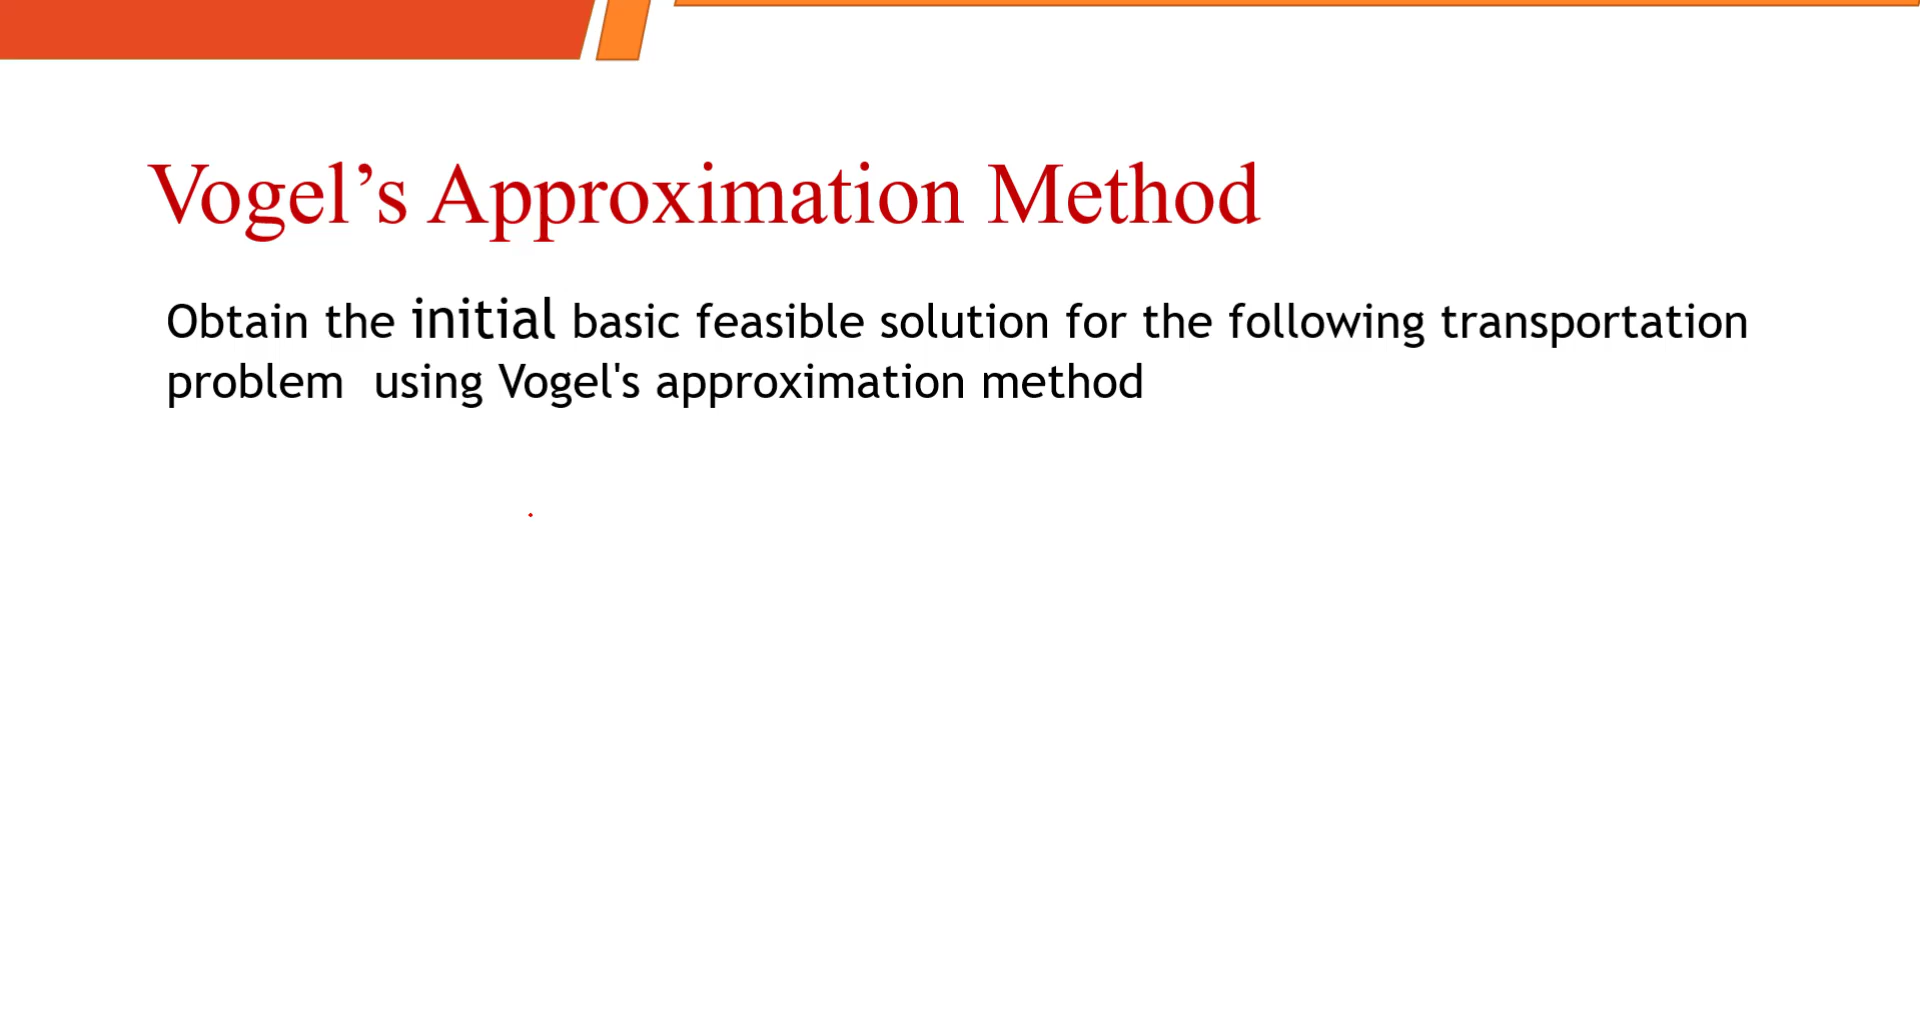 Vogel’s Approximation Method
Obtain the initial basic feasible solution for the following transportation
problem  using Vogel's approximation method